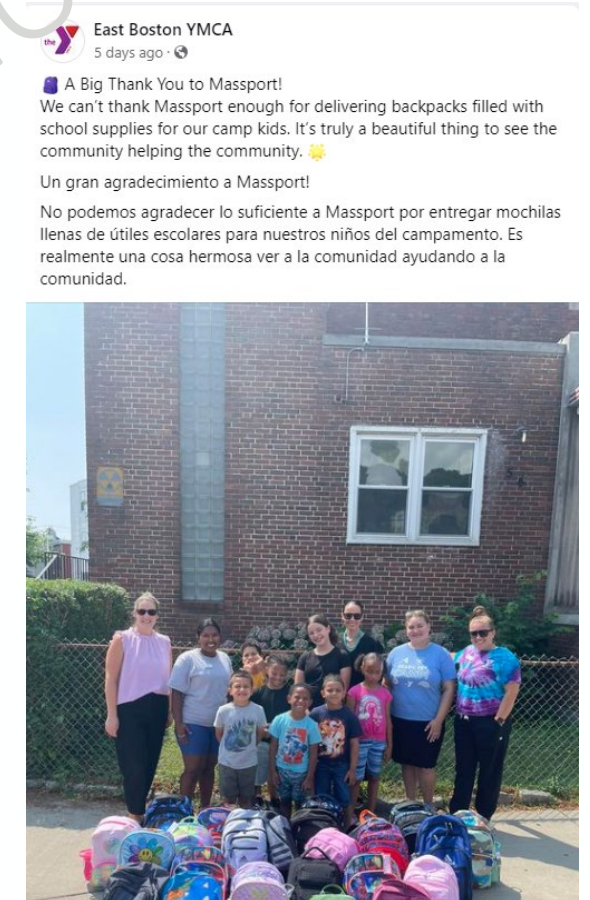 the
East Boston YMCA
5 days ago ·
A Big Thank You to Massport!
We can't thank Massport enough for delivering backpacks filled with
school supplies for our camp kids. It's truly a beautiful thing to see the
community helping the community.
Un gran agradecimiento a Massport!
No podemos agradecer lo suficiente a Massport por entregar mochilas
llenas de útiles escolares para nuestros niños del campamento. Es
realmente una cosa hermosa ver a la comunidad ayudando a la
comunidad.